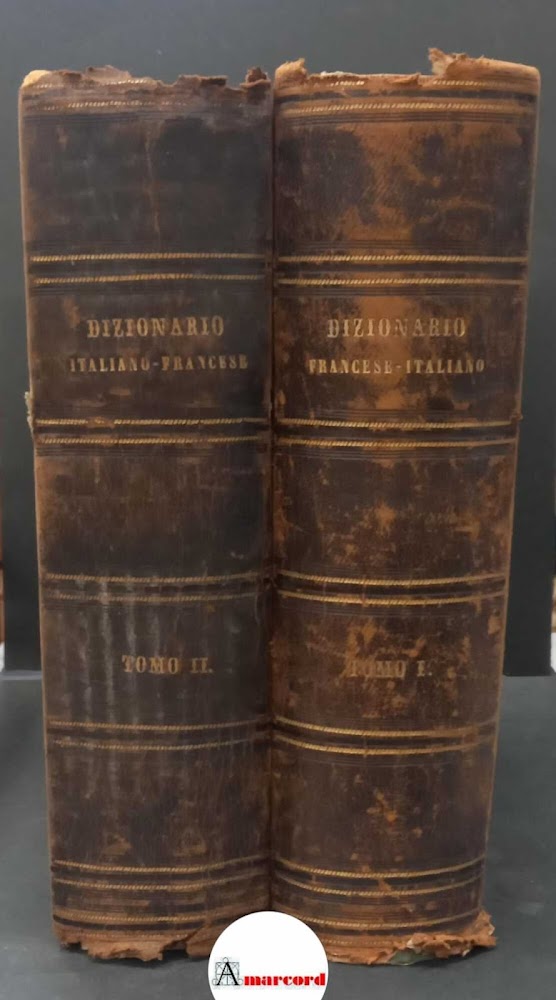 DIZIONARIO
ITALIANO-FRANCESE
TOMO II.
DIZIONARIO
FRANCESE-ITALIANO
TOMO I.
Amarcord